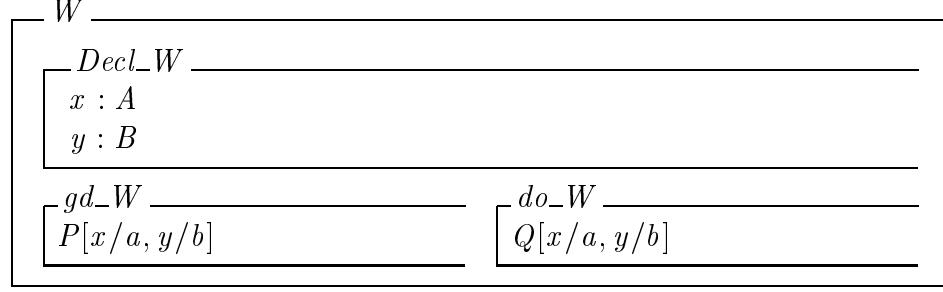 W
Decl_W
x : A
y : B
gd_W do_W
P[x/a, y/b] Q[x/a, y/b]